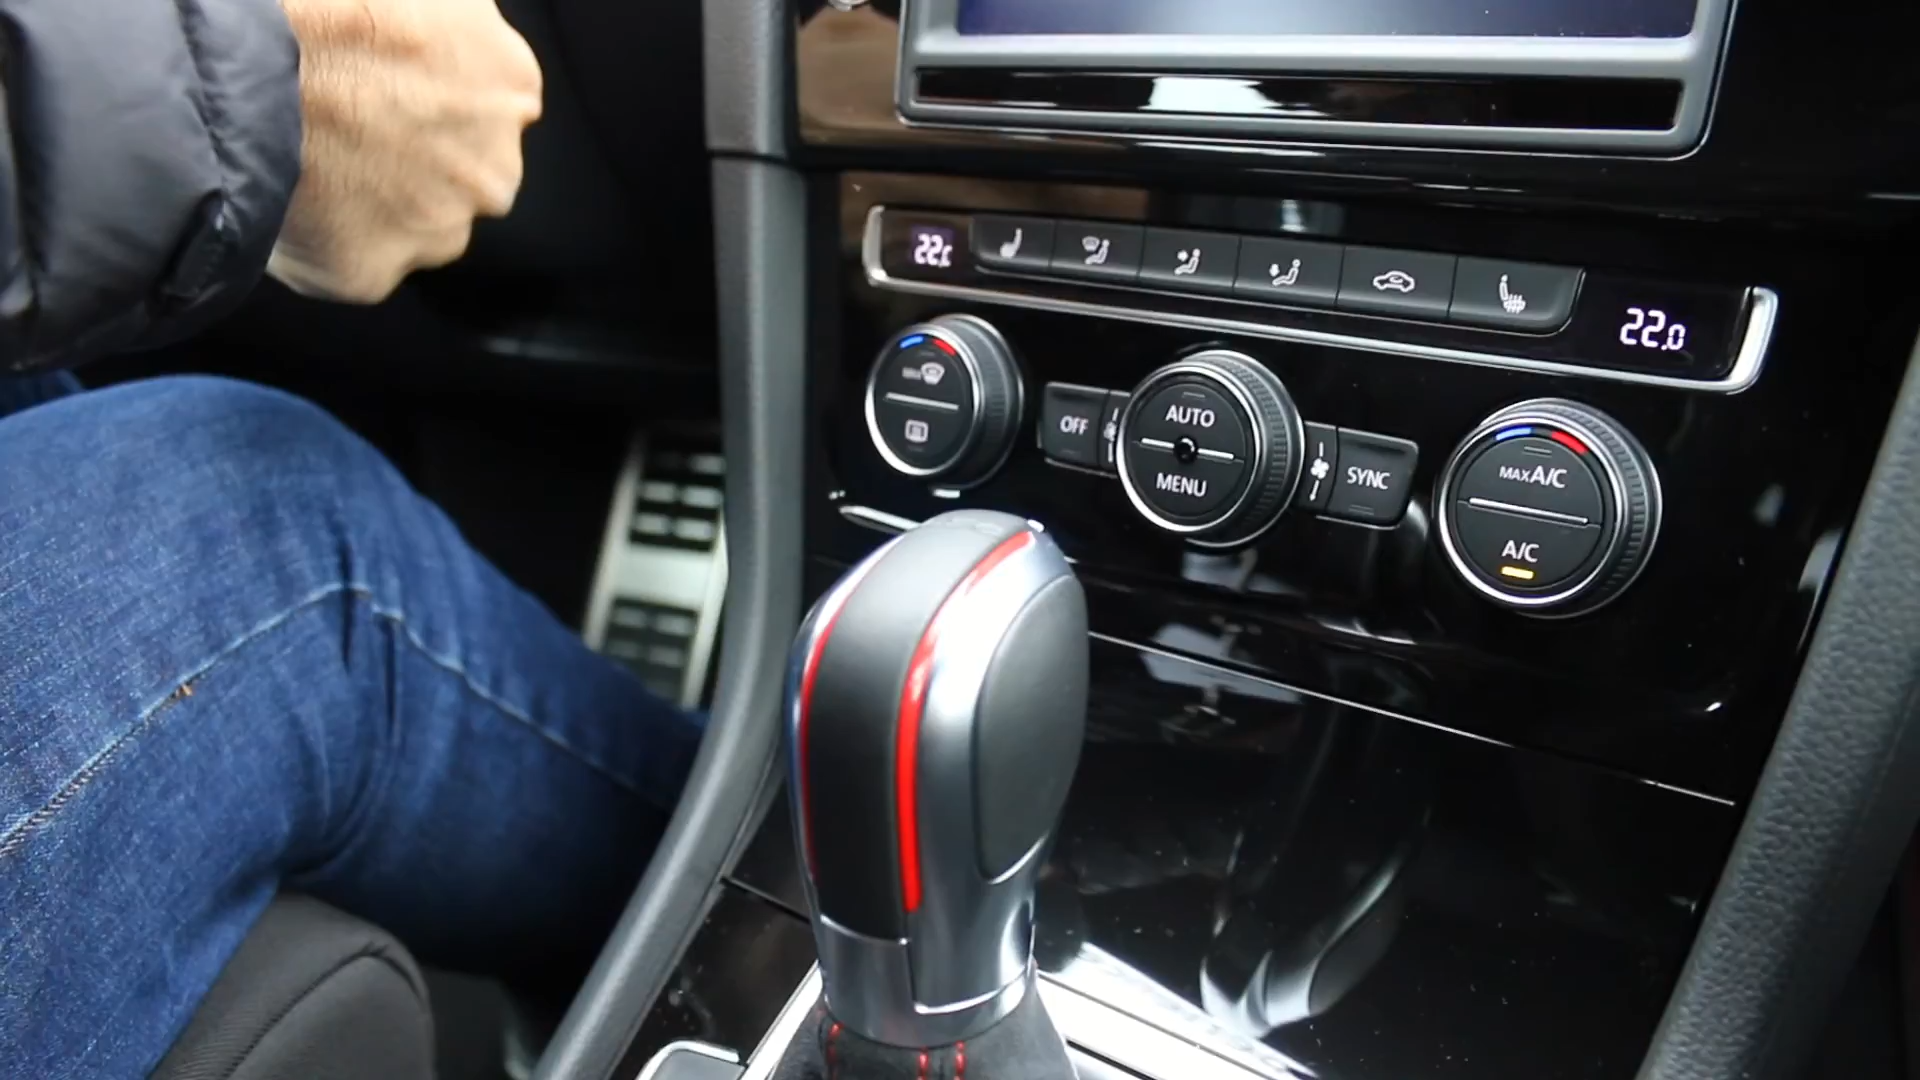 22.0
22.0
OFF
AUTO
MENU
SYNC
MAX A/C
A/C